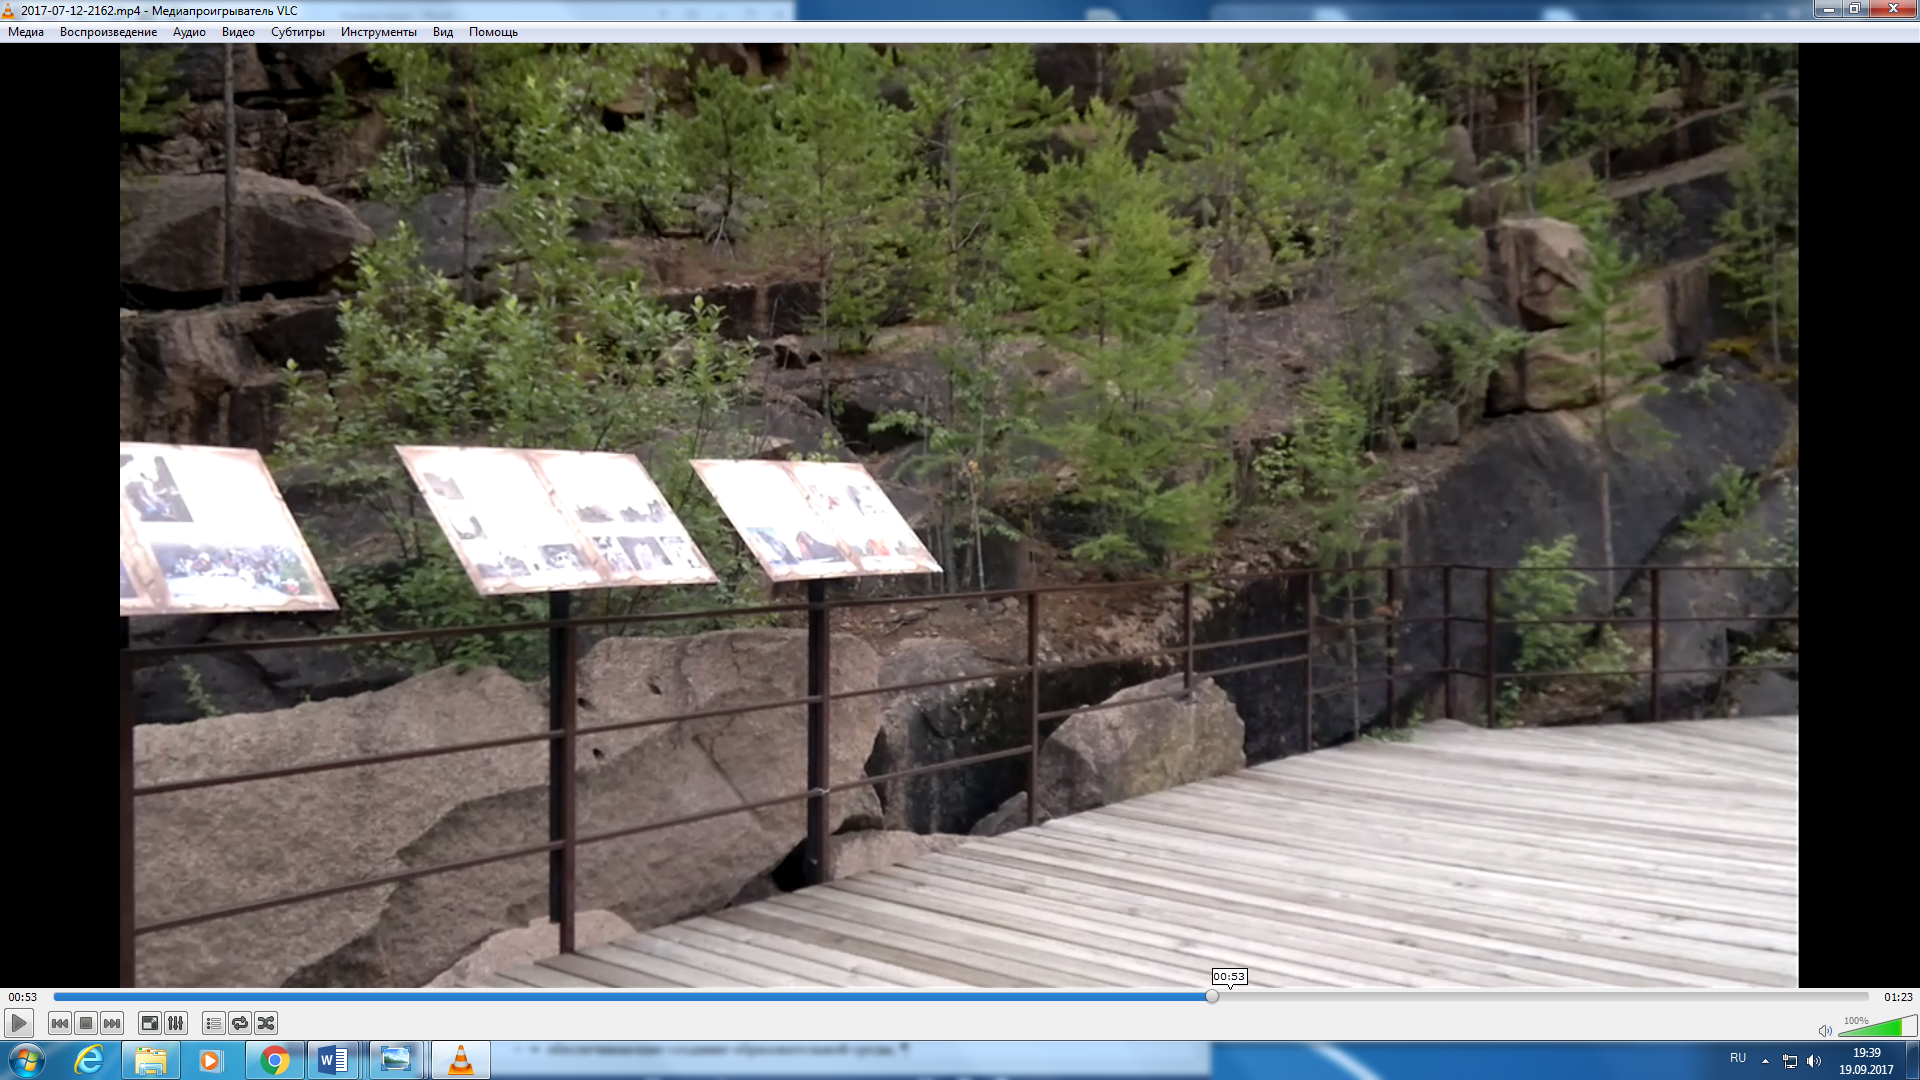 2017-07-12-2162.mp4 - Медиапроигрыватель VLC
Медиа Воспроизведение Аудио Видео Субтитры Инструменты Вид Помощь
00:53
00:53
01:23
100%
RU
19:39
19.09.2017